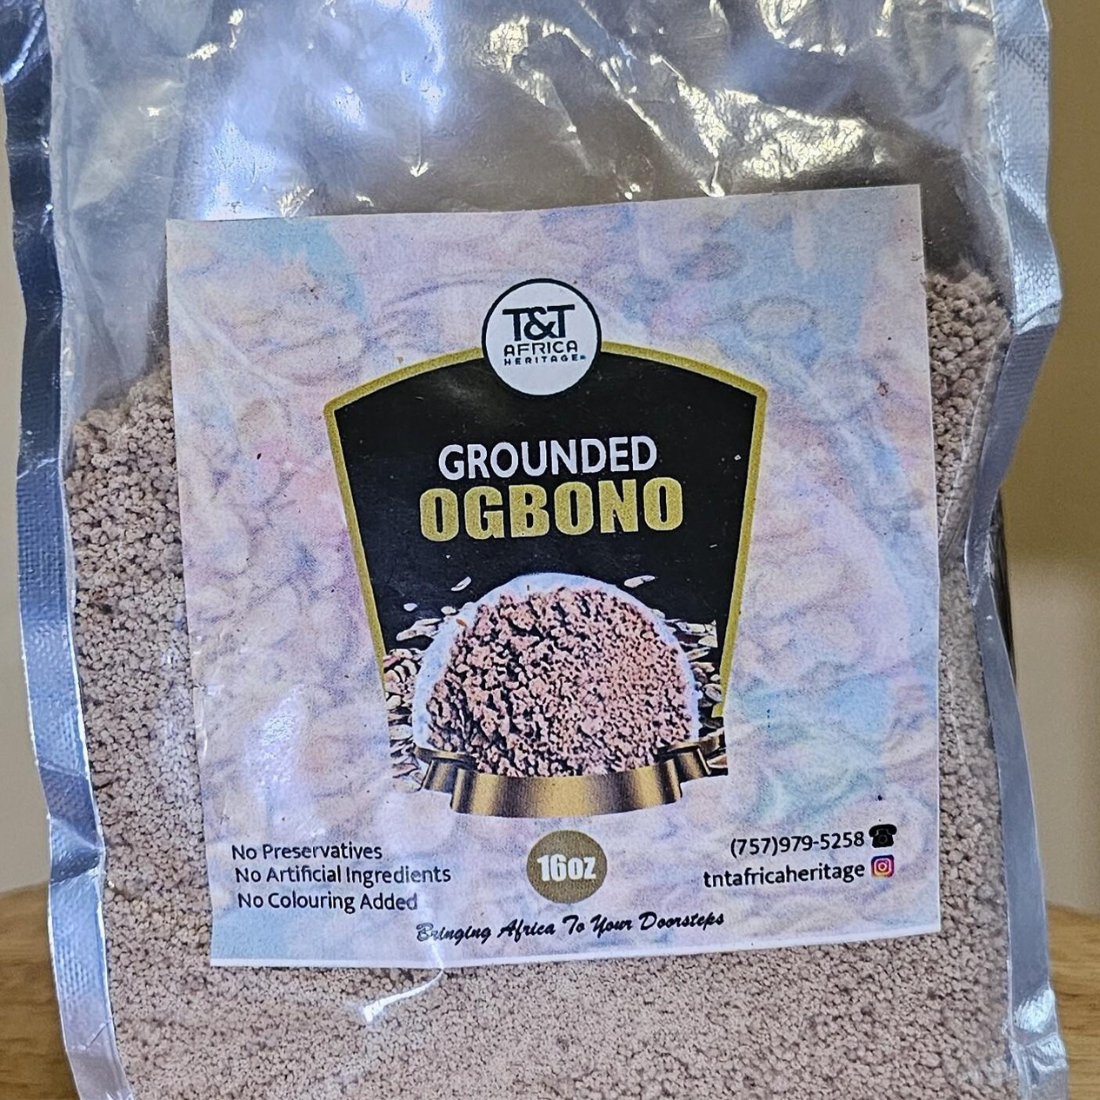 T&T
AFRICA
HERITAGE
GROUNDED
OGBONO
No Preservatives
No Artificial Ingredients
No Colouring Added
16oz
(757)979-5258
tntafricaheritage
Bringing Africa To Your Doorsteps